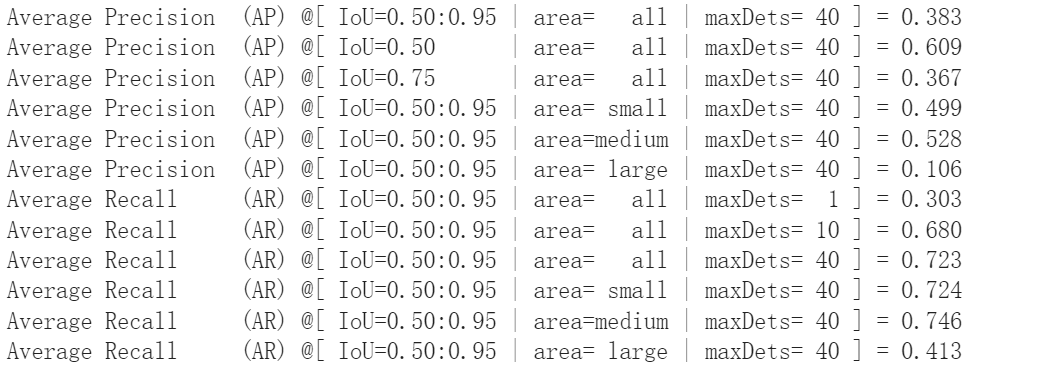 Average Precision  (AP) @[ IoU=0.50:0.95 | area=   all | maxDets= 40 ] = 0.383
Average Precision  (AP) @[ IoU=0.50      | area=   all | maxDets= 40 ] = 0.609
Average Precision  (AP) @[ IoU=0.75      | area=   all | maxDets= 40 ] = 0.367
Average Precision  (AP) @[ IoU=0.50:0.95 | area= small | maxDets= 40 ] = 0.499
Average Precision  (AP) @[ IoU=0.50:0.95 | area=medium | maxDets= 40 ] = 0.528
Average Precision  (AP) @[ IoU=0.50:0.95 | area= large | maxDets= 40 ] = 0.106
Average Recall     (AR) @[ IoU=0.50:0.95 | area=   all | maxDets=  1 ] = 0.303
Average Recall     (AR) @[ IoU=0.50:0.95 | area=   all | maxDets= 10 ] = 0.680
Average Recall     (AR) @[ IoU=0.50:0.95 | area=   all | maxDets= 40 ] = 0.723
Average Recall     (AR) @[ IoU=0.50:0.95 | area= small | maxDets= 40 ] = 0.724
Average Recall     (AR) @[ IoU=0.50:0.95 | area=medium | maxDets= 40 ] = 0.746
Average Recall     (AR) @[ IoU=0.50:0.95 | area= large | maxDets= 40 ] = 0.413